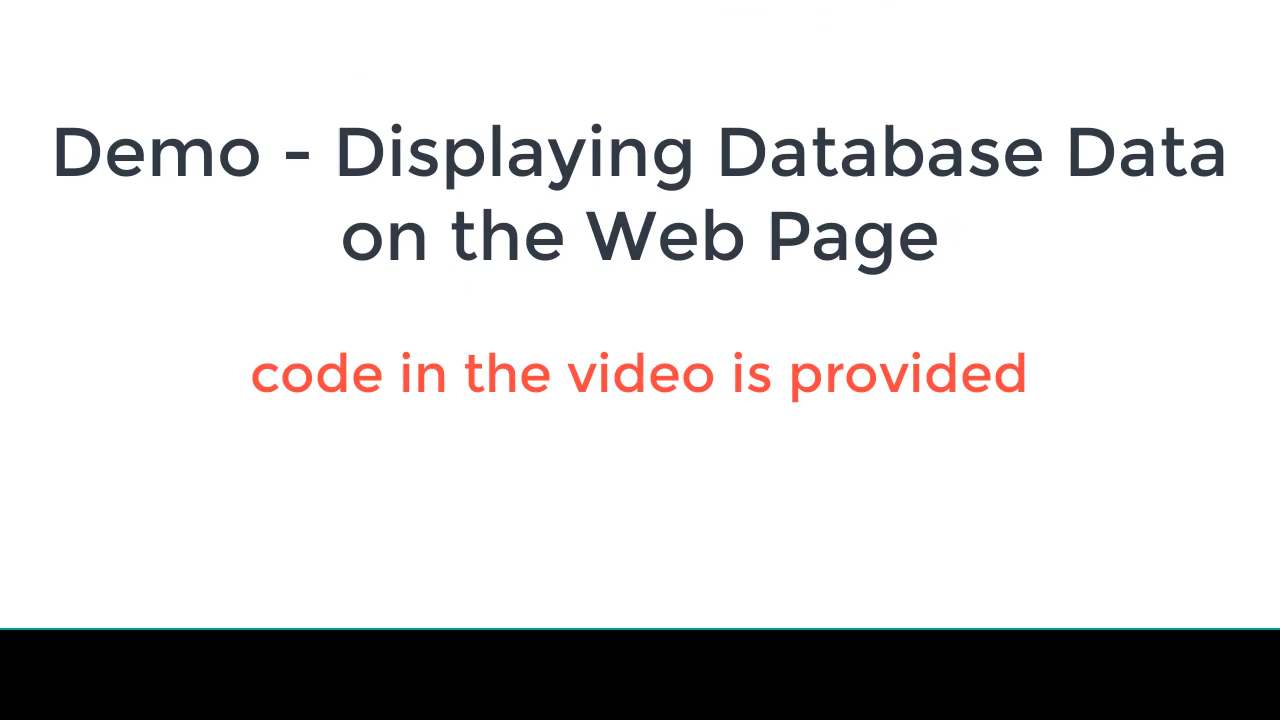 Demo - Displaying Database Data
on the Web Page
code in the video is provided